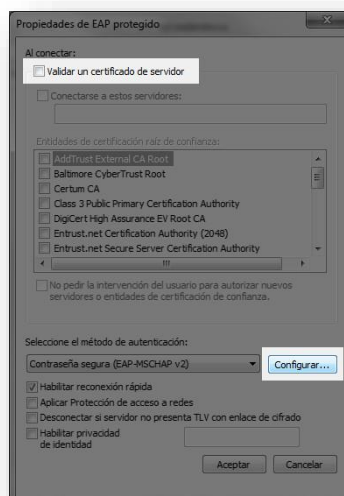 Propiedades de EAP protegido
Al conectar:
Validar un certificado de servidor
Conectarse a estos servidores:
Entidades de certificación raíz de confianza:
AddTrust External CA Root
Baltimore CyberTrust Root
Certum CA
Class 3 Public Primary Certification Authority
DigiCert High Assurance EV Root CA
Entrust.net Certification Authority (2048)
Entrust.net Secure Server Certification Authority
No pedir la intervención del usuario para autorizar nuevos
servidores o entidades de certificación de confianza.
Seleccione el método de autenticación:
Contraseña segura (EAP-MSCHAP v2)
Configurar...
Habilitar reconexión rápida
Aplicar Protección de acceso a redes
Desconectar si servidor no presenta TLV con enlace de cifrado
Habilitar privacidad
de identidad
Aceptar
Cancelar